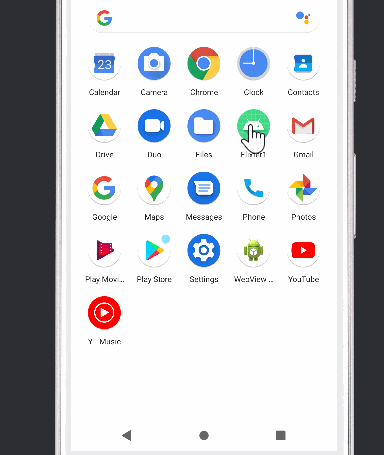 23
Calendar Camera Chrome Clock Contacts
Drive Duo Files Gmail
Google Maps Messages Phone Photos
Play Movi... Play Store Settings WebView ... YouTube
Music